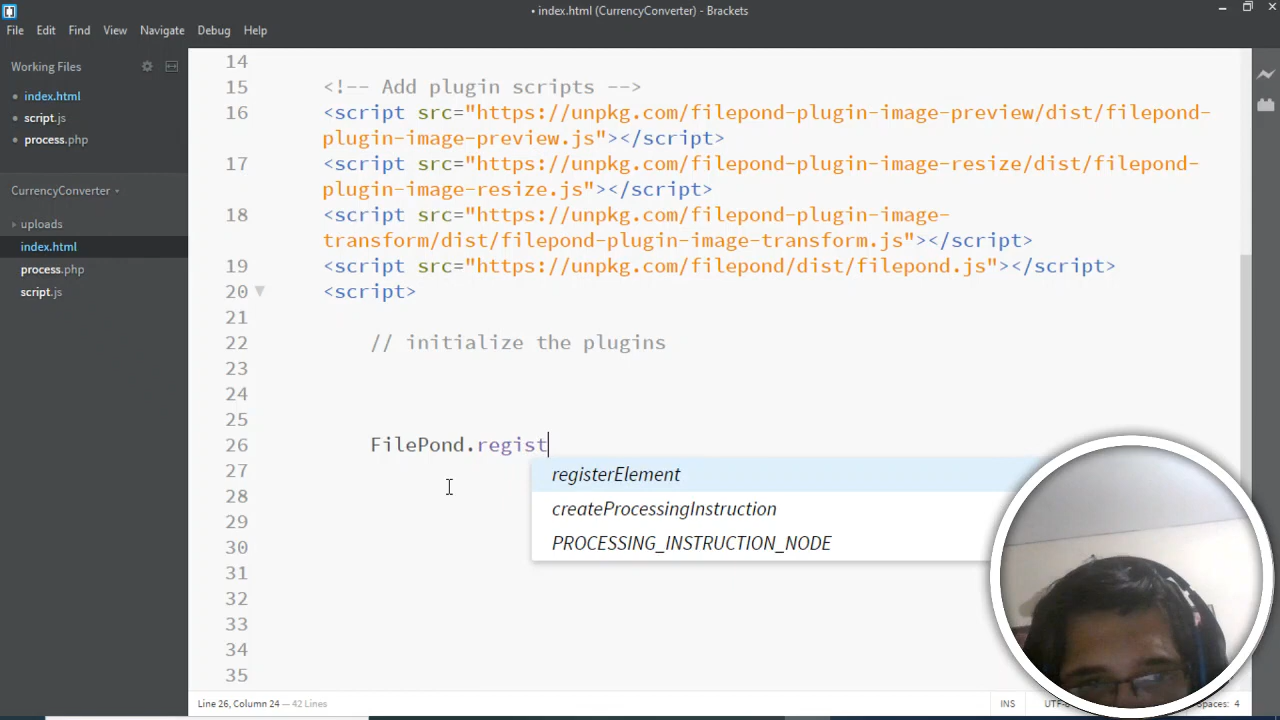 • index.html (CurrencyConverter) - Brackets
File Edit Find View Navigate Debug Help
Working Files
• index.html
• script.js
• process.php
CurrencyConverter
uploads
index.html
process.php
script.js
14
15 <!-- Add plugin scripts -->
16 <script src="https://unpkg.com/filepond-plugin-image-preview/dist/filepond-
plugin-image-preview.js"></script>
17 <script src="https://unpkg.com/filepond-plugin-image-resize/dist/filepond-
plugin-image-resize.js"></script>
18 <script src="https://unpkg.com/filepond-plugin-image-
transform/dist/filepond-plugin-image-transform.js"></script>
19 <script src="https://unpkg.com/filepond/dist/filepond.js"></script>
20 <script>
21
22 // initialize the plugins
23
24
25
26 FilePond.regist
27
28
29
30
31
32
33
34
35
registerElement
createProcessingInstruction
PROCESSING_INSTRUCTION_NODE
Line 26, Column 24 — 42 Lines
INS
Spaces: 4